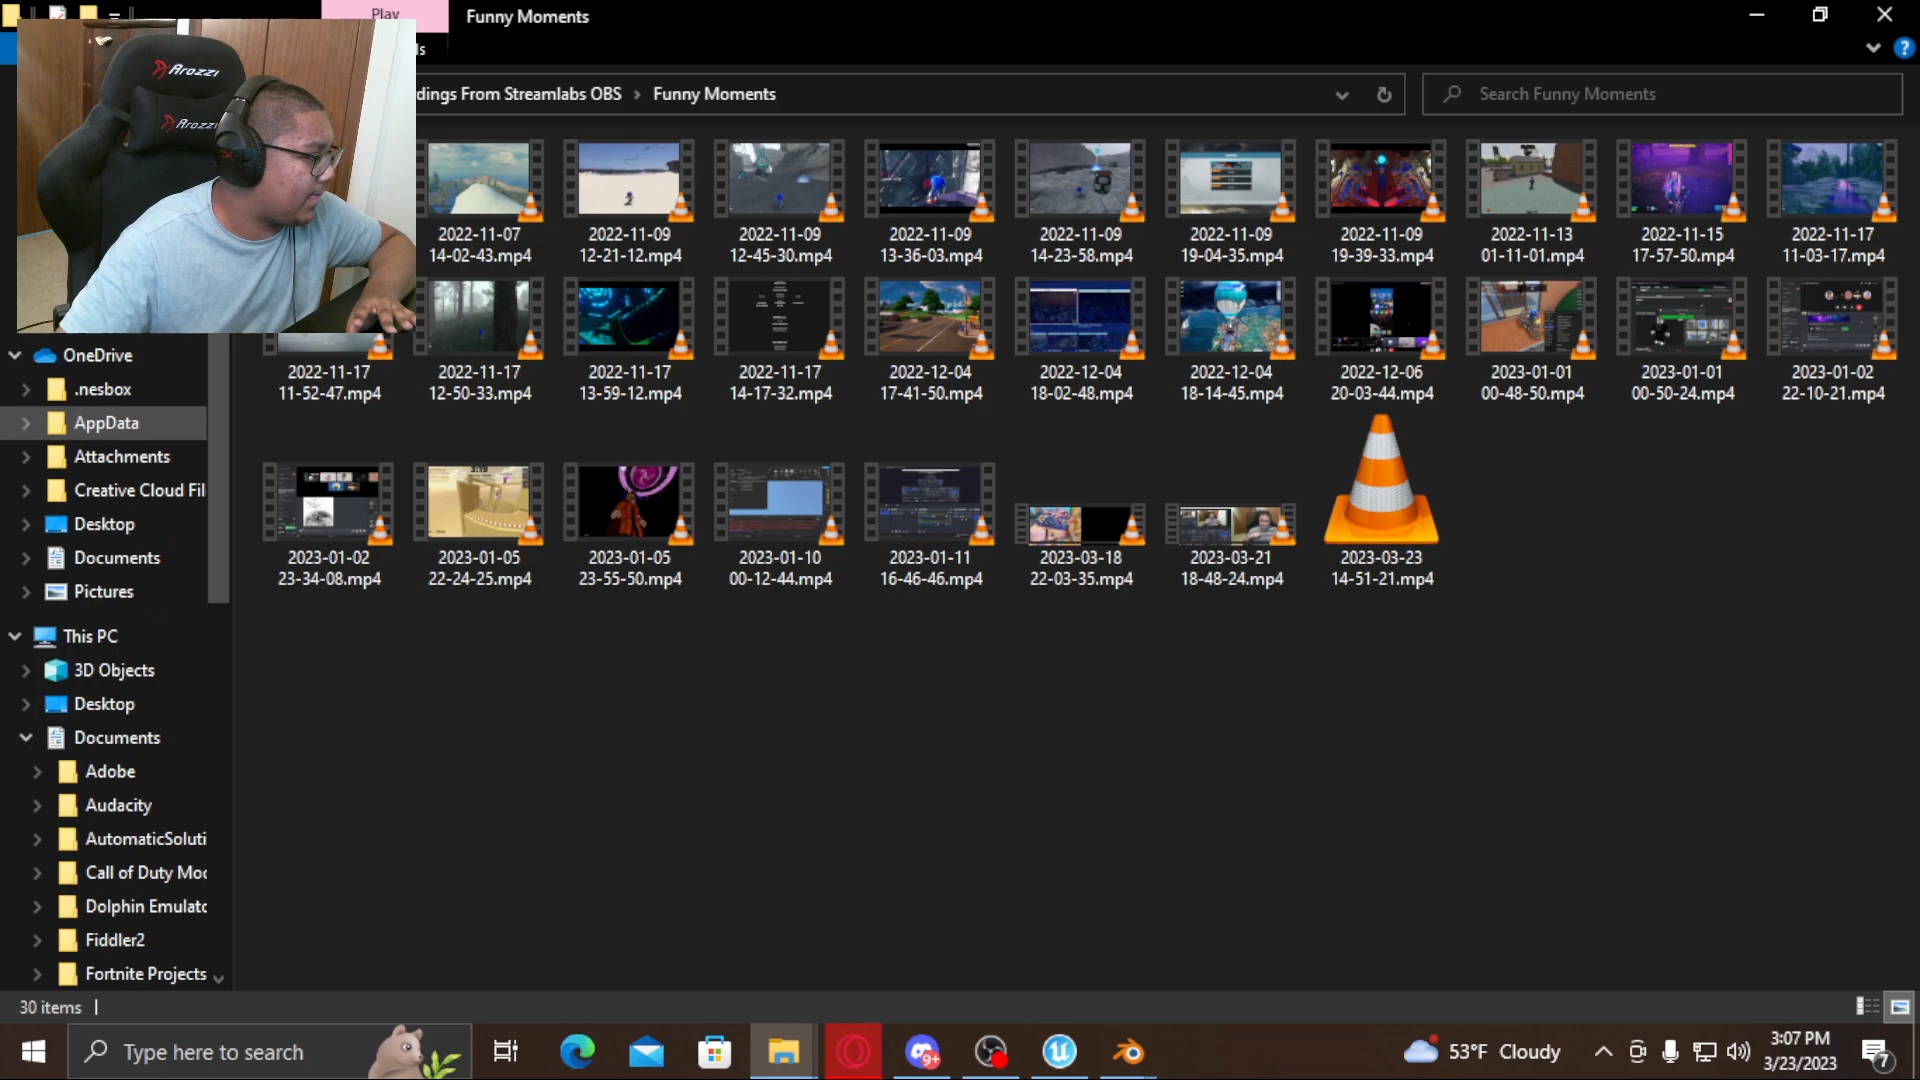 Play
Funny Moments
ls
dings From Streamlabs OBS > Funny Moments
Search Funny Moments
Arozzi
Arozzi
2022-11-07
14-02-43.mp4
2022-11-09
12-21-12.mp4
2022-11-09
12-45-30.mp4
2022-11-09
13-36-03.mp4
2022-11-09
14-23-58.mp4
2022-11-09
19-04-35.mp4
2022-11-09
19-39-33.mp4
2022-11-13
01-11-01.mp4
2022-11-15
17-57-50.mp4
2022-11-17
11-03-17.mp4
2022-11-17
11-52-47.mp4
2022-11-17
12-50-33.mp4
2022-11-17
13-59-12.mp4
2022-11-17
14-17-32.mp4
2022-12-04
17-41-50.mp4
2022-12-04
18-02-48.mp4
2022-12-04
18-14-45.mp4
2022-12-06
20-03-44.mp4
2023-01-01
00-48-50.mp4
2023-01-01
00-50-24.mp4
2023-01-02
22-10-21.mp4
2023-01-02
23-34-08.mp4
2023-01-05
22-24-25.mp4
2023-01-05
23-55-50.mp4
2023-01-10
00-12-44.mp4
2023-01-11
16-46-46.mp4
2023-03-18
22-03-35.mp4
2023-03-21
18-48-24.mp4
2023-03-23
14-51-21.mp4
OneDrive
.nesbox
AppData
Attachments
Creative Cloud Fil
Desktop
Documents
Pictures
This PC
3D Objects
Desktop
Documents
Adobe
Audacity
AutomaticSoluti
Call of Duty Mod
Dolphin Emulato
Fiddler2
Fortnite Projects
30 items
Type here to search
9+
53°F Cloudy
3:07 PM
3/23/2023
7